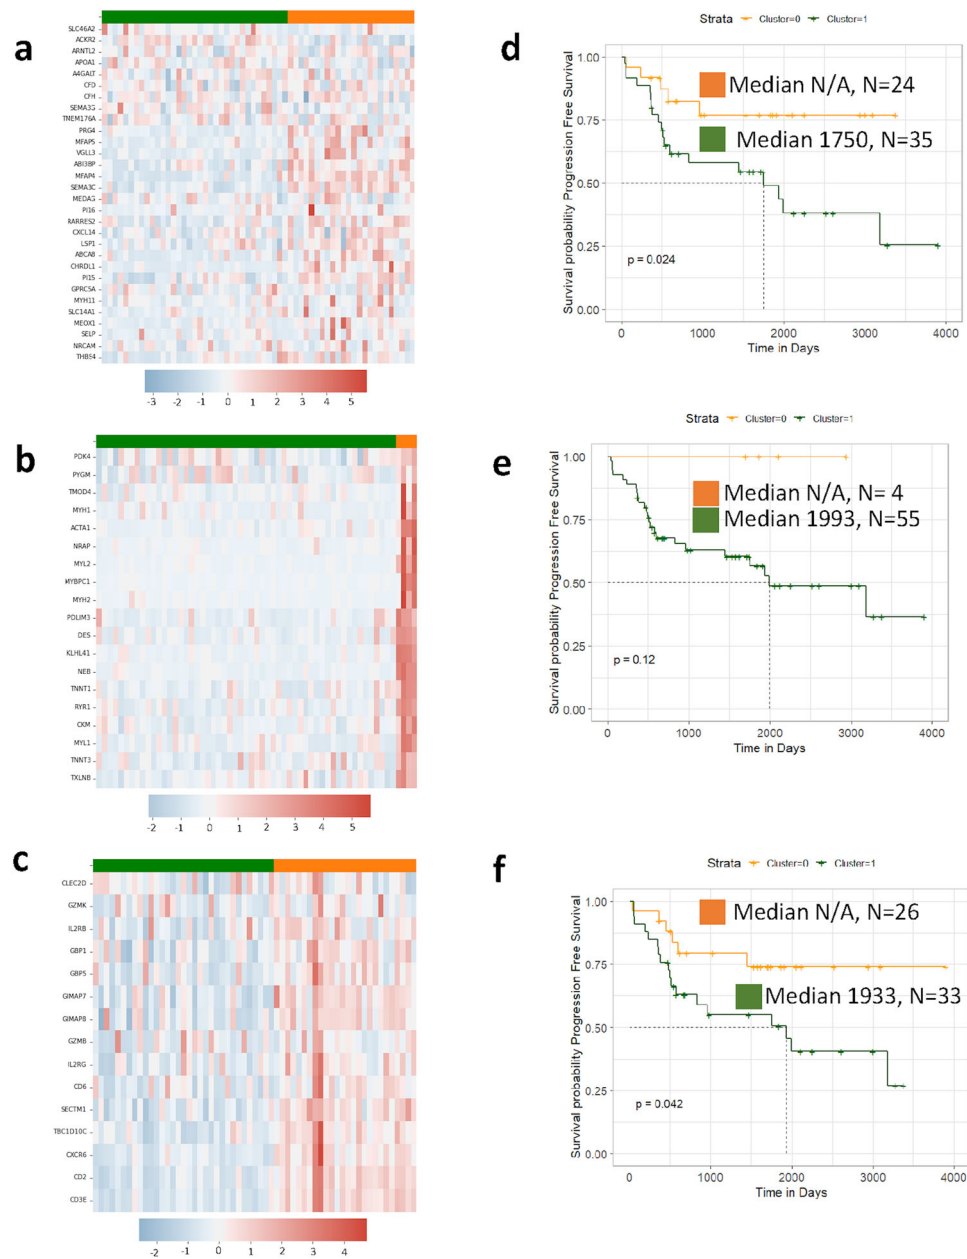 a
SLC46A2
ACKR2
ARNTL2
APOA1
A4GALT
CFD
CFH
SEMA3G
TMEM176A
PRG4
MFAP5
VGLL3
ABI3BP
MFAP4
SEMA3C
MEDAG
PI16
RARRES2
CXCL14
LSP1
ABCA8
CHRDL1
PI15
GPRC5A
MYH11
SLC14A1
MEOX1
SELP
NRCAM
THBS4
-3 -2 -1 0 1 2 3 4 5
d
Strata Cluster=0 Cluster=1
Survival probability Progression Free Survival
1.00
0.75
0.50
0.25
0.00
Median N/A, N=24
Median 1750, N=35
p = 0.024
0 1000 2000 3000 4000
Time in Days
b
PDK4
PYGM
TMOD4
MYH1
ACTA1
NRAP
MYL2
MYBPC1
MYH2
PDLIM3
DES
KLHL41
NEB
TNNT1
RYR1
CKM
MYL1
TNNT3
TXLNB
-2 -1 0 1 2 3 4 5
e
Strata Cluster=0 Cluster=1
Survival probability Progression Free Survival
1.00
0.75
0.50
0.25
0.00
Median N/A, N= 4
Median 1993, N=55
p = 0.12
0 1000 2000 3000 4000
Time in Days
c
CLEC2D
GZMK
IL2RB
GBP1
GBP5
GIMAP7
GIMAP8
GZMB
IL2RG
CD6
SECTM1
TBC1D10C
CXCR6
CD2
CD3E
-2 -1 0 1 2 3 4
f
Strata Cluster=0 Cluster=1
Survival probability Progression Free Survival
1.00
0.75
0.50
0.25
0.00
Median N/A, N=26
Median 1933, N=33
p = 0.042
0 1000 2000 3000 4000
Time in Days